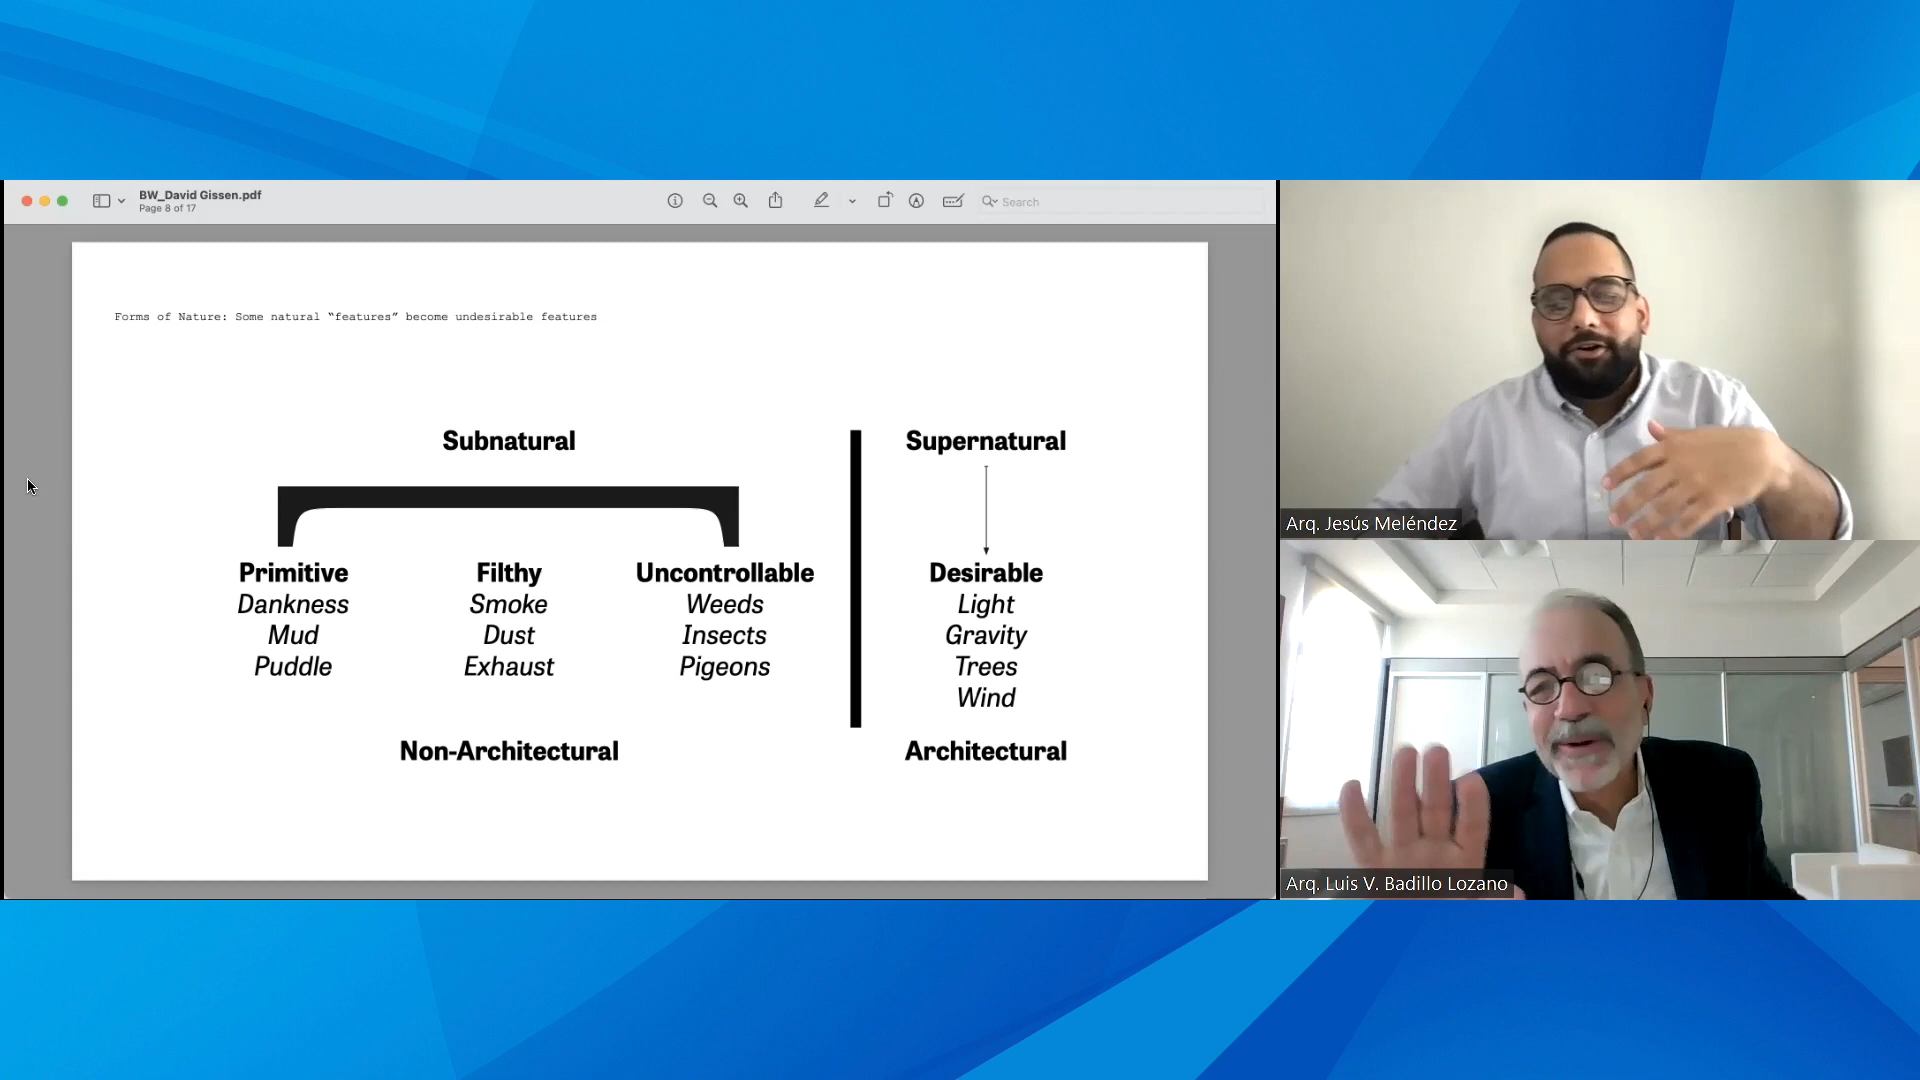 BW_David Gissen.pdf
Page 8 of 17
Search
Forms of Nature: Some natural “features” become undesirable features
Subnatural
Supernatural
Primitive
Dankness
Mud
Puddle
Filthy
Smoke
Dust
Exhaust
Uncontrollable
Weeds
Insects
Pigeons
Desirable
Light
Gravity
Trees
Wind
Non-Architectural
Architectural
Arq. Jesús Meléndez
Arq. Luis V. Badillo Lozano